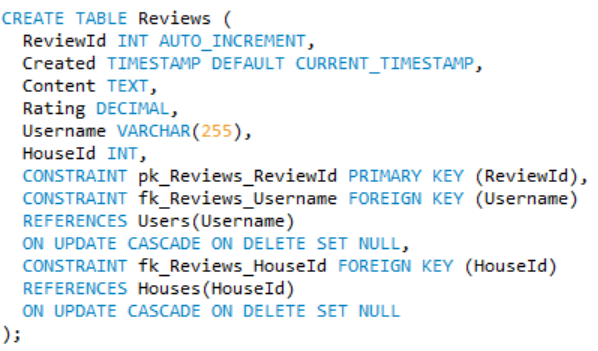 CREATE TABLE Reviews (
  ReviewId INT AUTO_INCREMENT,
  Created TIMESTAMP DEFAULT CURRENT_TIMESTAMP,
  Content TEXT,
  Rating DECIMAL,
  Username VARCHAR(255),
  HouseId INT,
  CONSTRAINT pk_Reviews_ReviewId PRIMARY KEY (ReviewId),
  CONSTRAINT fk_Reviews_Username FOREIGN KEY (Username)
  REFERENCES Users(Username)
  ON UPDATE CASCADE ON DELETE SET NULL,
  CONSTRAINT fk_Reviews_HouseId FOREIGN KEY (HouseId)
  REFERENCES Houses(HouseId)
  ON UPDATE CASCADE ON DELETE SET NULL
);